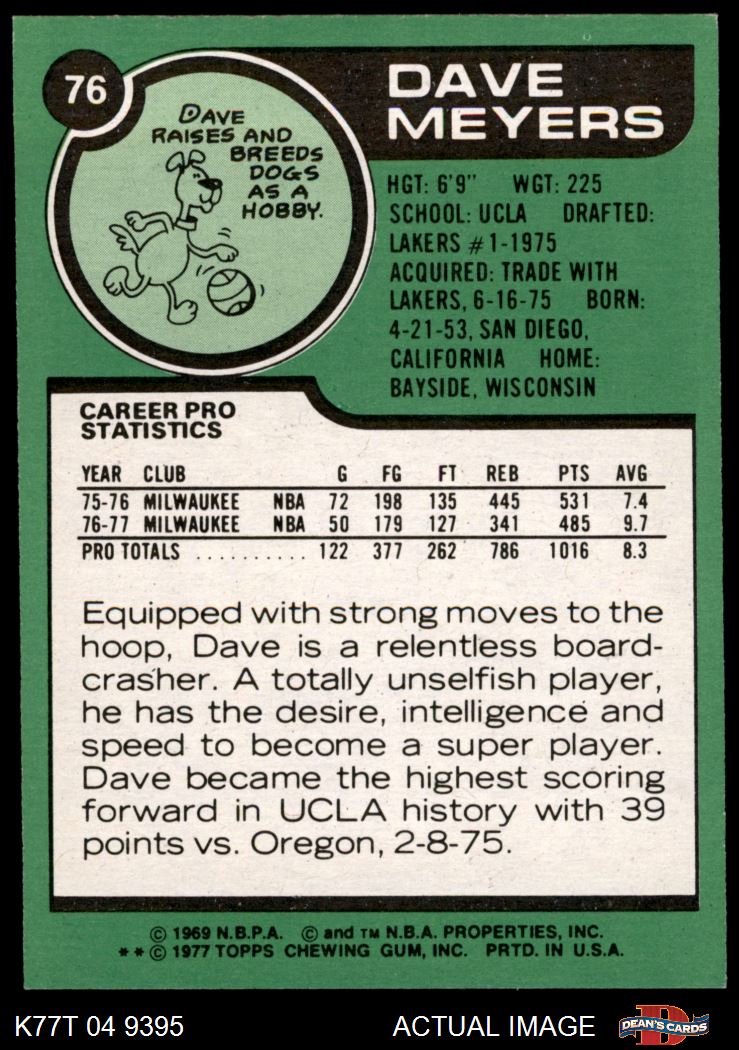 76
DAVE
MEYERS
DAVE
RAISES AND
BREEDS
DOGS
AS A
HOBBY.
HGT: 6'9" WGT: 225
SCHOOL: UCLA DRAFTED:
LAKERS #1-1975
ACQUIRED: TRADE WITH
LAKERS, 6-16-75 BORN:
4-21-53, SAN DIEGO,
CALIFORNIA HOME:
BAYSIDE, WISCONSIN
CAREER PRO
STATISTICS
YEAR CLUB G FG FT REB PTS AVG
75-76 MILWAUKEE NBA 72 198 135 445 531 7.4
76-77 MILWAUKEE NBA 50 179 127 341 485 9.7
PRO TOTALS .......... 122 377 262 786 1016 8.3
Equipped with strong moves to the
hoop, Dave is a relentless board-
crasher. A totally unselfish player,
he has the desire, intelligence and
speed to become a super player.
Dave became the highest scoring
forward in UCLA history with 39
points vs. Oregon, 2-8-75.
© 1969 N.B.P.A. © and TM N.B.A. PROPERTIES, INC.
**© 1977 TOPPS CHEWING GUM, INC. PRTD. IN U.S.A.
K77T 04 9395 ACTUAL IMAGE D DEAN'S CARDS